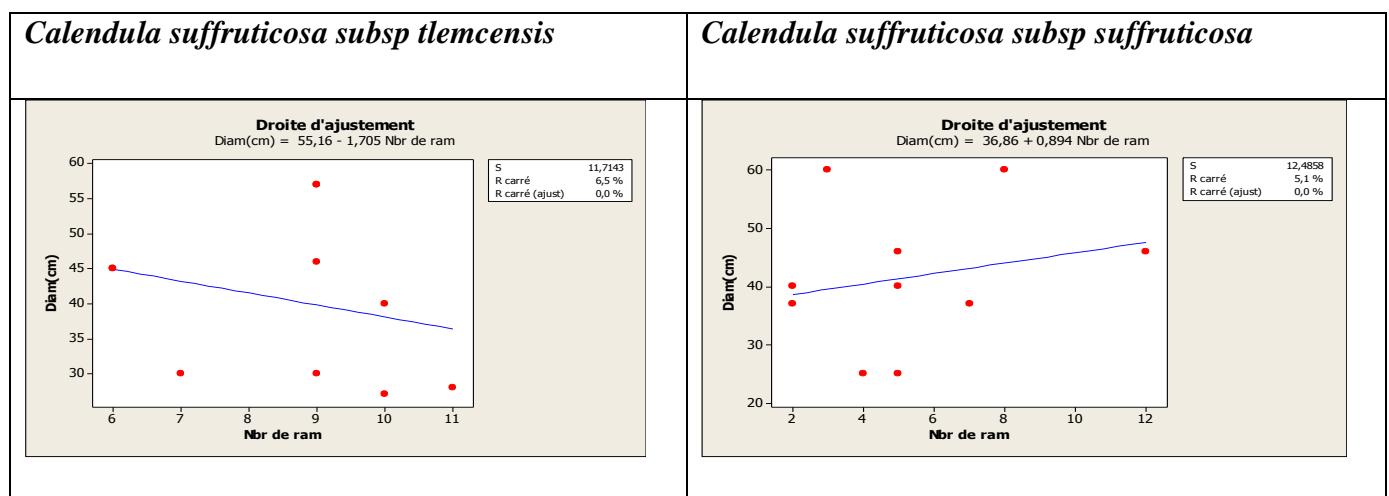 Calendula suffruticosa subsp tlemcensis
Calendula suffruticosa subsp suffruticosa
Droite d'ajustement
Diam(cm) = 55,16 - 1,705 Nbr de ram
S 11,7143
R carré 6,5 %
R carré (ajust) 0,0 %
60
55
50
45
40
35
30
Diam(cm)
6 7 8 9 10 11
Nbr de ram
Droite d'ajustement
Diam(cm) = 36,86 + 0,894 Nbr de ram
S 12,4858
R carré 5,1 %
R carré (ajust) 0,0 %
60
50
40
30
20
Diam(cm)
2 4 6 8 10 12
Nbr de ram